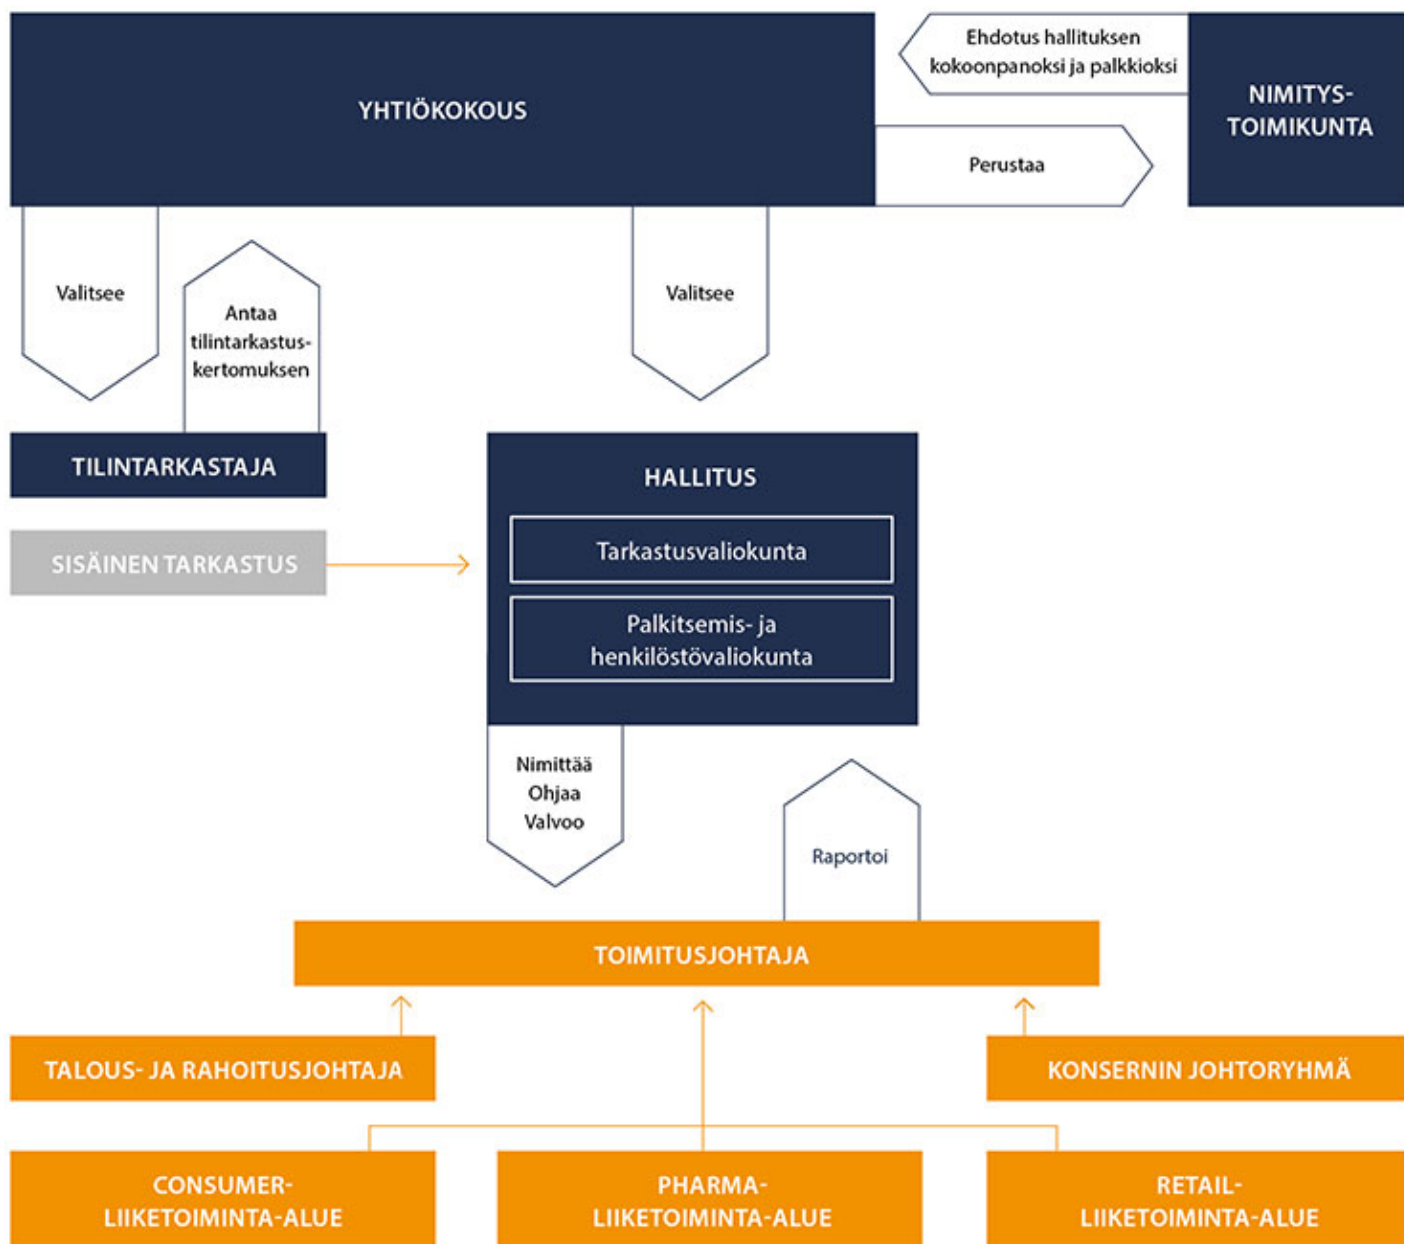 YHTIÖKOKOUS
Ehdotus hallituksen
kokoonpanoksi ja palkkioksi
NIMITYS-
TOIMIKUNTA
Perustaa
Valitsee
Antaa
tilintarkastus-
kertomuksen
Valitsee
TILINTARKASTAJA
SISÄINEN TARKASTUS
HALLITUS
Tarkastusvaliokunta
Palkitsemis- ja
henkilöstövaliokunta
Nimittää
Ohjaa
Valvoo
Raportoi
TOIMITUSJOHTAJA
TALOUS- JA RAHOITUSJOHTAJA
KONSERNIN JOHTORYHMÄ
CONSUMER-
LIIKETOIMINTA-ALUE
PHARMA-
LIIKETOIMINTA-ALUE
RETAIL-
LIIKETOIMINTA-ALUE